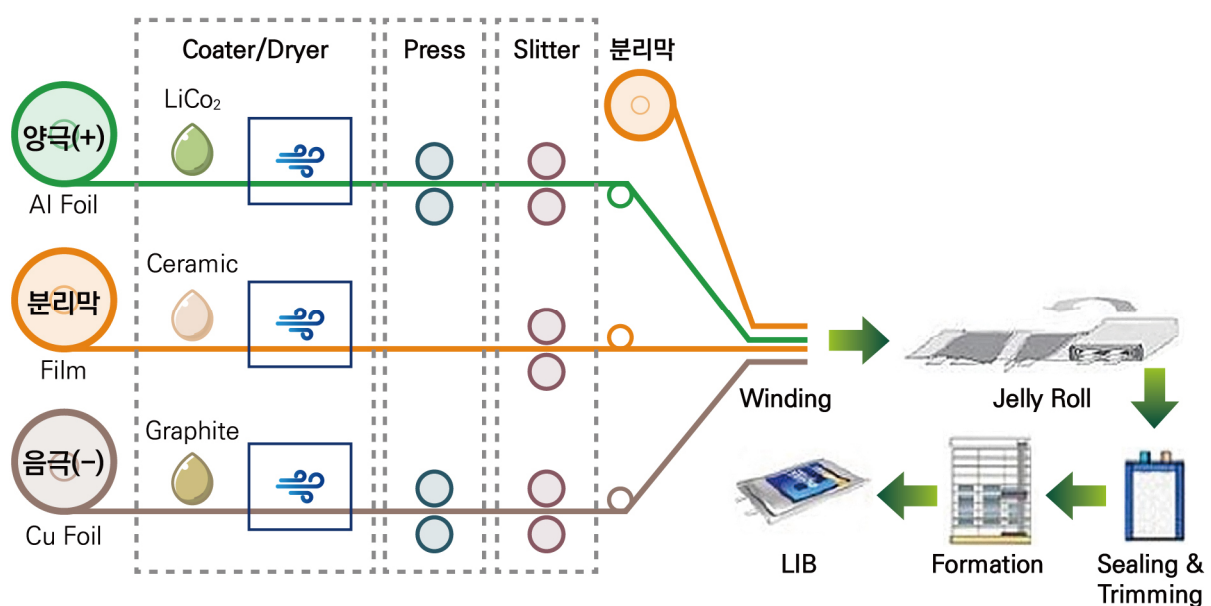 Coater/Dryer
Press
Slitter
분리막
LiCo₂
양극(+)
Al Foil
Ceramic
분리막
Film
Graphite
음극(−)
Cu Foil
Winding
Jelly Roll
LIB
Formation
Sealing &
Trimming